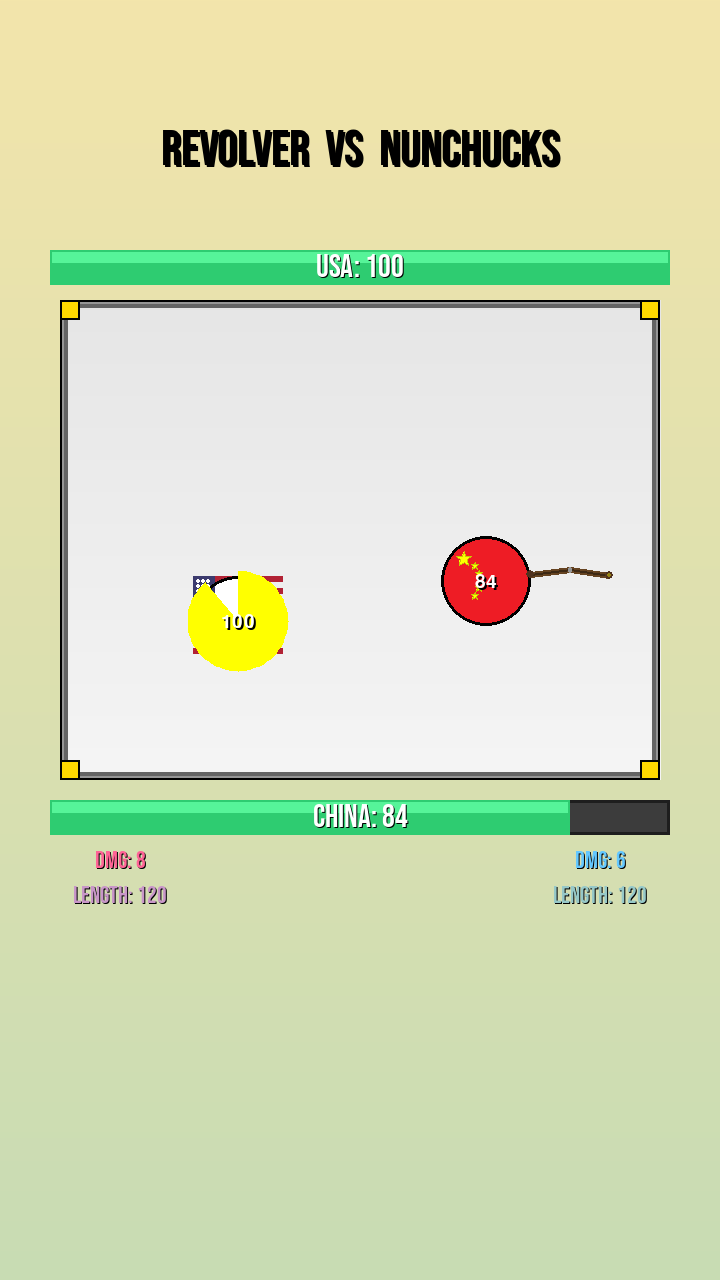 REVOLVER VS NUNCHUCKS
USA: 100
84
100
CHINA: 84
DMG: 8
DMG: 6
LENGTH: 120
LENGTH: 120